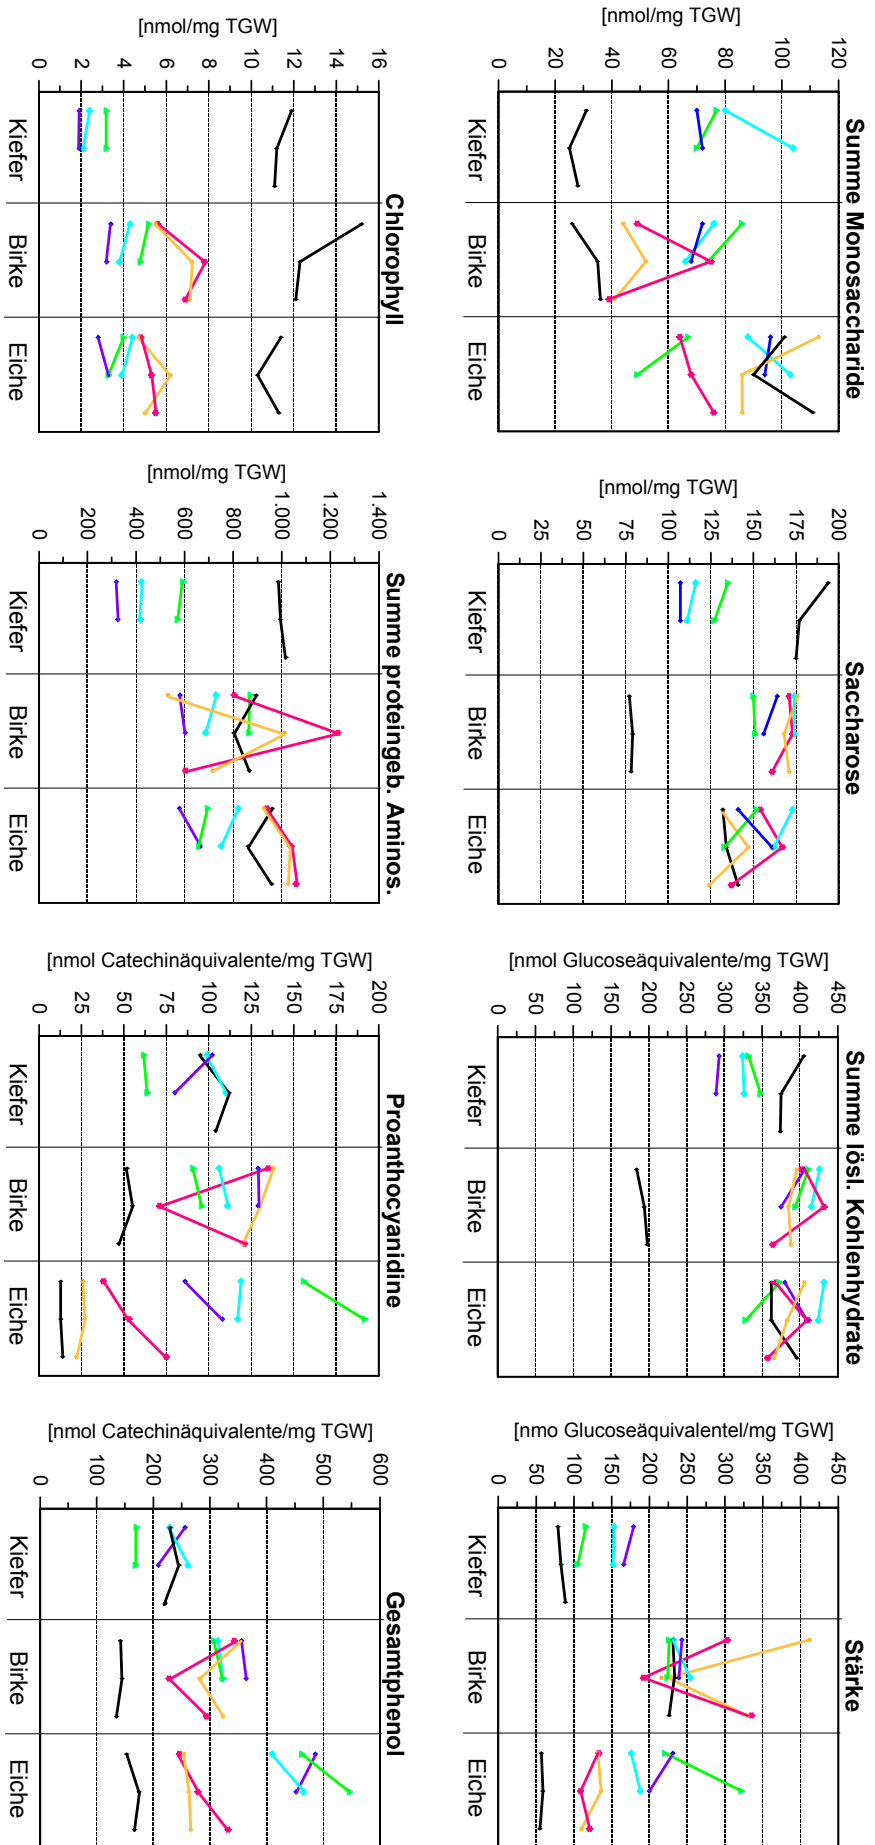 Summe Monosaccharide
[nmol/mg TGW]
120
100
80
60
40
20
0
Kiefer Birke Eiche
Saccharose
[nmol/mg TGW]
200
175
150
125
100
75
50
25
0
Kiefer Birke Eiche
Summe lösl. Kohlenhydrate
[nmol Glucoseäquivalente/mg TGW]
450
400
350
300
250
200
150
100
50
0
Kiefer Birke Eiche
Stärke
[nmo Glucoseäquivalentel/mg TGW]
450
400
350
300
250
200
150
100
50
0
Kiefer Birke Eiche
Chlorophyll
[nmol/mg TGW]
16
14
12
10
8
6
4
2
0
Kiefer Birke Eiche
Summe proteingeb. Aminos.
[nmol/mg TGW]
1.400
1.200
1.000
800
600
400
200
0
Kiefer Birke Eiche
Proanthocyanidine
[nmol Catechinäquivalente/mg TGW]
200
175
150
125
100
75
50
25
0
Kiefer Birke Eiche
Gesamtphenol
[nmol Catechinäquivalente/mg TGW]
600
500
400
300
200
100
0
Kiefer Birke Eiche